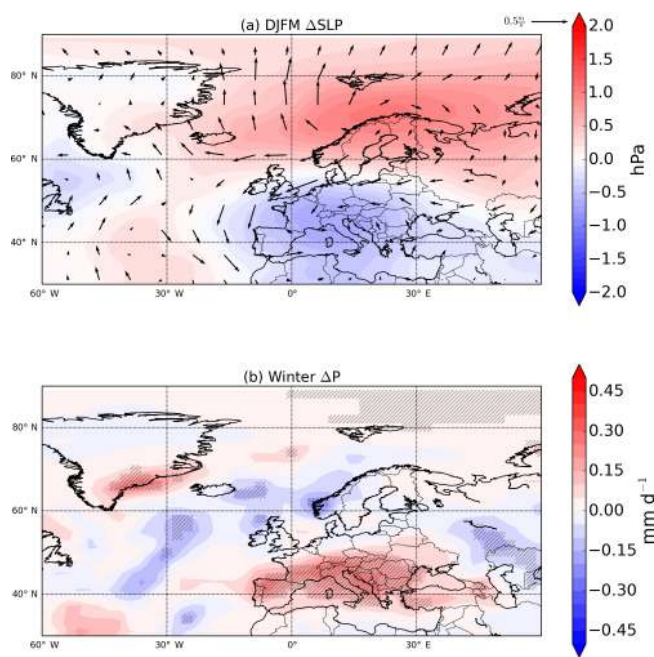 (a) DJFM ΔSLP
0.5 m/s
80° N
60° N
40° N
60° W
30° W
0°
30° E
2.0
1.5
1.0
0.5
0.0
−0.5
−1.0
−1.5
−2.0
hPa
(b) Winter ΔP
80° N
60° N
40° N
60° W
30° W
0°
30° E
0.45
0.30
0.15
0.00
−0.15
−0.30
−0.45
mm d⁻¹